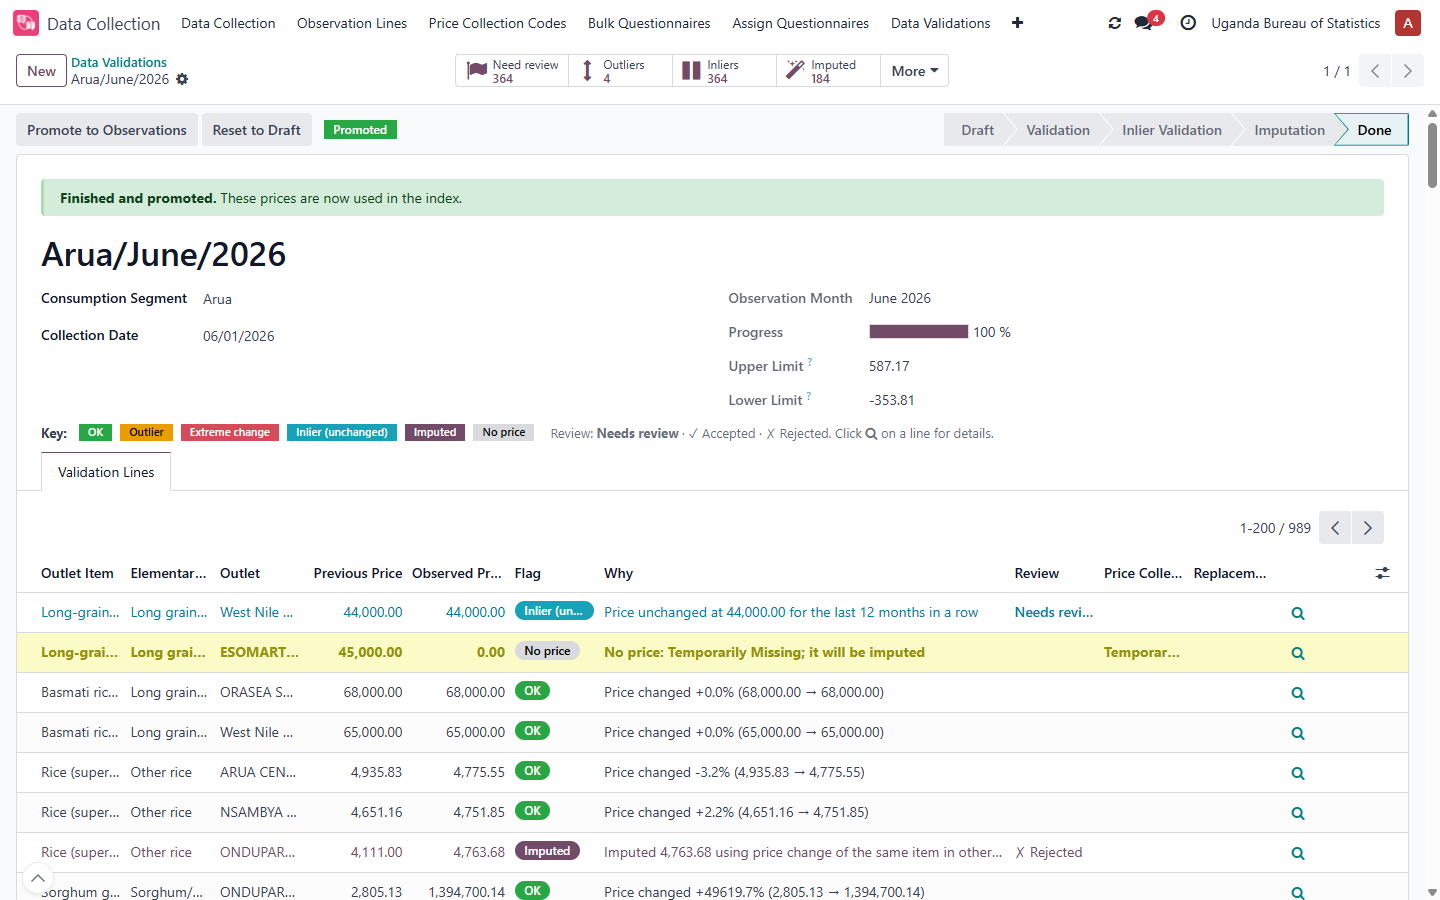 Data Collection
Data Collection
Observation Lines
Price Collection Codes
Bulk Questionnaires
Assign Questionnaires
Data Validations
4
Uganda Bureau of Statistics
A
New
Data Validations
Arua/June/2026
Need review
364
Outliers
4
Inliers
364
Imputed
184
More
1 / 1
Promote to Observations
Reset to Draft
Promoted
Draft
Validation
Inlier Validation
Imputation
Done
Finished and promoted. These prices are now used in the index.
Arua/June/2026
Consumption Segment Arua
Collection Date 06/01/2026
Observation Month June 2026
Progress 100 %
Upper Limit ? 587.17
Lower Limit ? -353.81
Key: OK Outlier Extreme change Inlier (unchanged) Imputed No price Review: Needs review · ✓ Accepted · ✗ Rejected. Click on a line for details.
Validation Lines
1-200 / 989
Outlet Item Elementar... Outlet Previous Price Observed Pr... Flag Why Review Price Colle... Replacem...
Long-grain... Long grain... West Nile ... 44,000.00 44,000.00 Inlier (un... Price unchanged at 44,000.00 for the last 12 months in a row Needs revi...
Long-grai... Long grai... ESOMART... 45,000.00 0.00 No price No price: Temporarily Missing; it will be imputed Temporar...
Basmati ric... Long grain... ORASEA S... 68,000.00 68,000.00 OK Price changed +0.0% (68,000.00 → 68,000.00)
Basmati ric... Long grain... West Nile ... 65,000.00 65,000.00 OK Price changed +0.0% (65,000.00 → 65,000.00)
Rice (super... Other rice ARUA CEN... 4,935.83 4,775.55 OK Price changed -3.2% (4,935.83 → 4,775.55)
Rice (super... Other rice NSAMBYA ... 4,651.16 4,751.85 OK Price changed +2.2% (4,651.16 → 4,751.85)
Rice (super... Other rice ONDUPAR... 4,111.00 4,763.68 Imputed Imputed 4,763.68 using price change of the same item in other... ✗ Rejected
Sorghum g... Sorghum/... ONDUPAR... 2,805.13 1,394,700.14 OK Price changed +49619.7% (2,805.13 → 1,394,700.14)